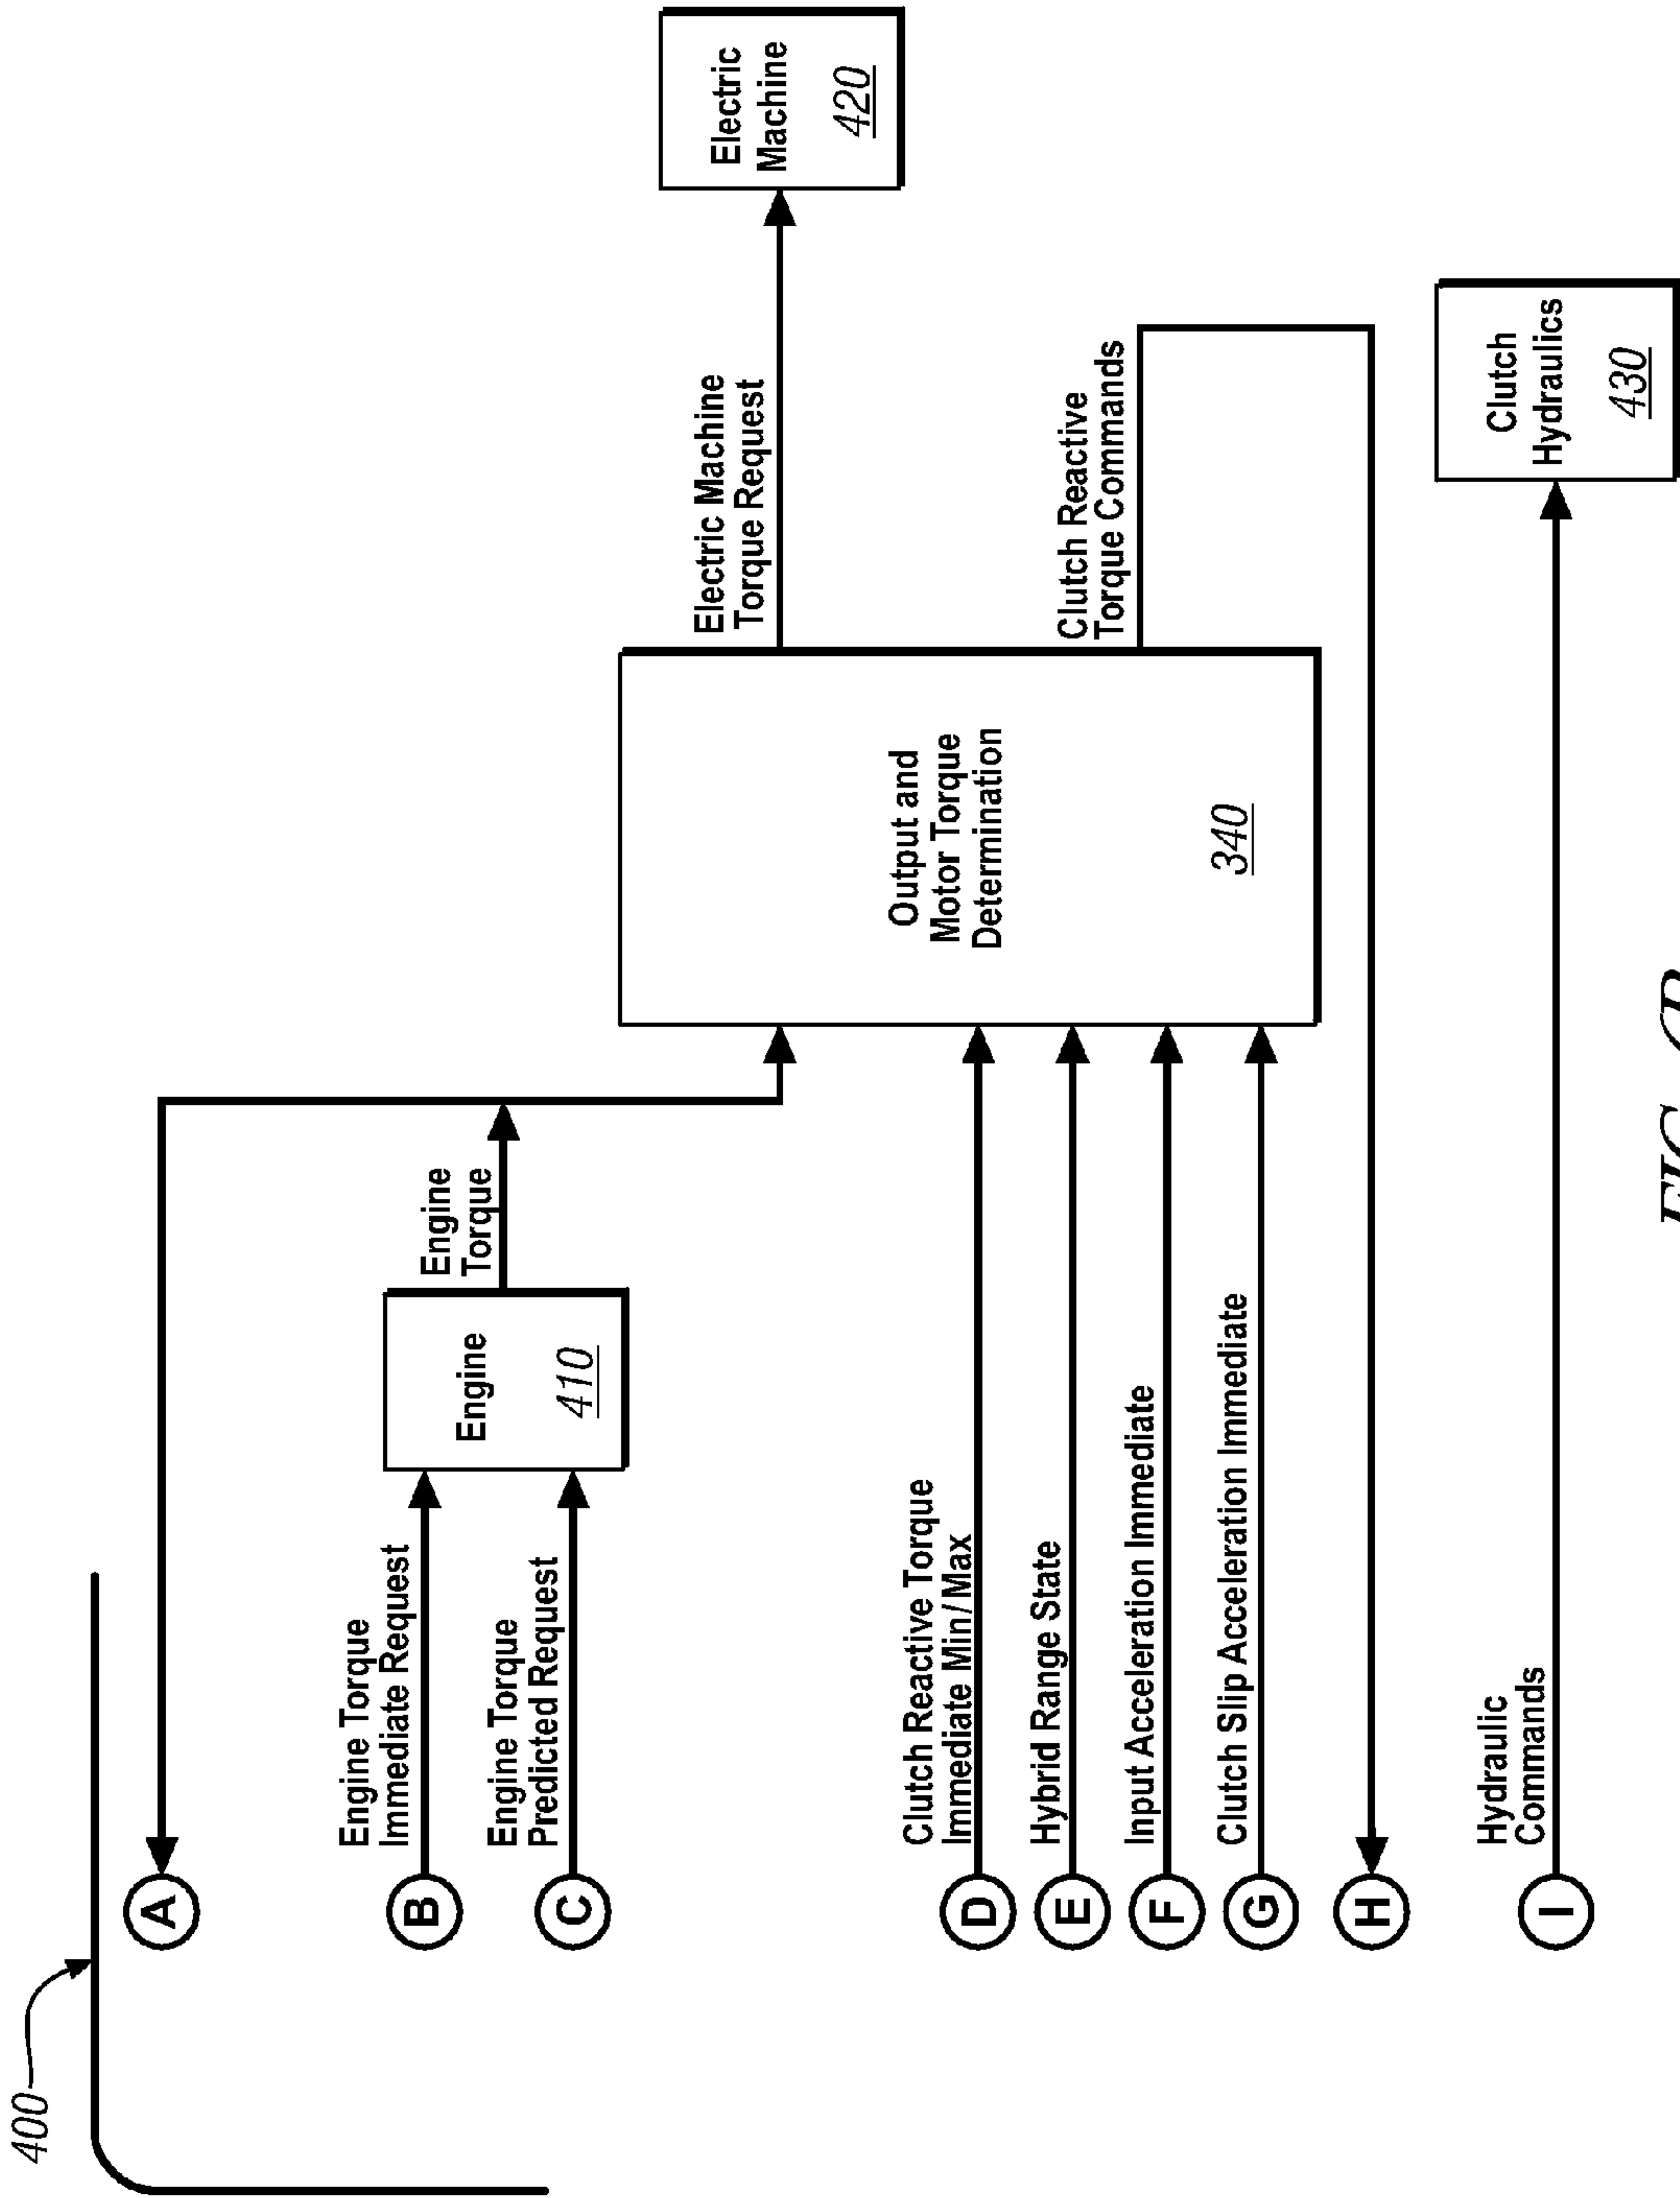 400
A
B
Engine Torque
Immediate Request
C
Engine Torque
Predicted Request
Engine
410
Engine
Torque
D
Clutch Reactive Torque
Immediate Min/Max
E
Hybrid Range State
F
Input Acceleration Immediate
G
Clutch Slip Acceleration Immediate
H
Output and
Motor Torque
Determination
340
Electric Machine
Torque Request
Electric
Machine
420
Clutch Reactive
Torque Commands
I
Hydraulic
Commands
Clutch
Hydraulics
430